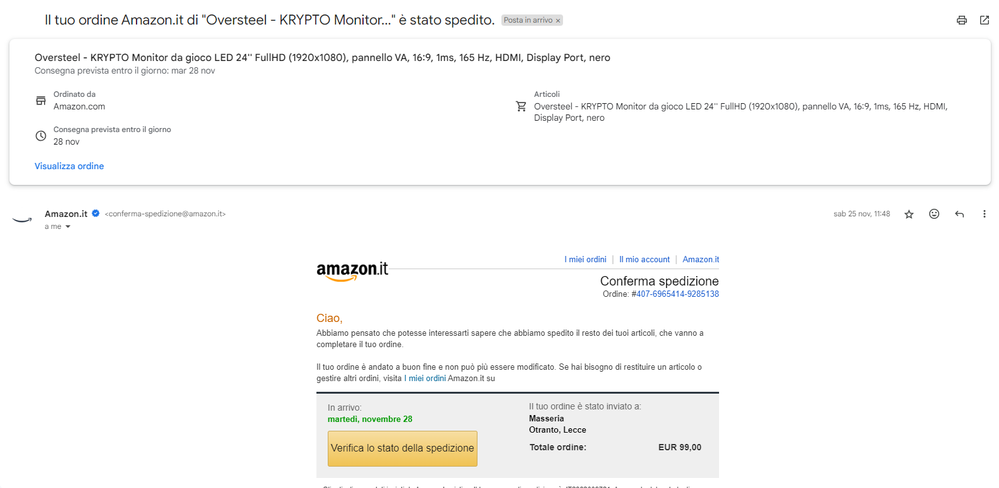 Il tuo ordine Amazon.it di "Oversteel - KRYPTO Monitor..." è stato spedito.
Posta in arrivo ×
Oversteel - KRYPTO Monitor da gioco LED 24'' FullHD (1920x1080), pannello VA, 16:9, 1ms, 165 Hz, HDMI, Display Port, nero
Consegna prevista entro il giorno: mar 28 nov
Ordinato da
Amazon.com
Consegna prevista entro il giorno
28 nov
Articoli
Oversteel - KRYPTO Monitor da gioco LED 24'' FullHD (1920x1080), pannello VA, 16:9, 1ms, 165 Hz, HDMI,
Display Port, nero
Visualizza ordine
Amazon.it <conferma-spedizione@amazon.it>
a me
sab 25 nov, 11:48
amazon.it
I miei ordini | Il mio account | Amazon.it
Conferma spedizione
Ordine: #407-6965414-9285138
Ciao,
Abbiamo pensato che potesse interessarti sapere che abbiamo spedito il resto dei tuoi articoli, che vanno a
completare il tuo ordine.
Il tuo ordine è andato a buon fine e non può più essere modificato. Se hai bisogno di restituire un articolo o
gestire altri ordini, visita I miei ordini Amazon.it su
In arrivo:
martedì, novembre 28
Verifica lo stato della spedizione
Il tuo ordine è stato inviato a:
Masseria
Otranto, Lecce
Totale ordine: EUR 99,00